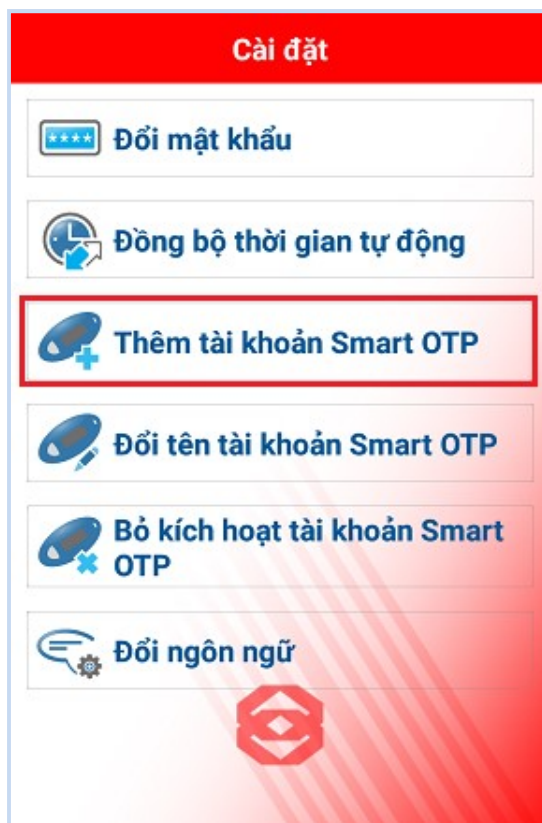 Cài đặt
****
Đổi mật khẩu
Đồng bộ thời gian tự động
Thêm tài khoản Smart OTP
Đổi tên tài khoản Smart OTP
Bỏ kích hoạt tài khoản Smart
OTP
Đổi ngôn ngữ